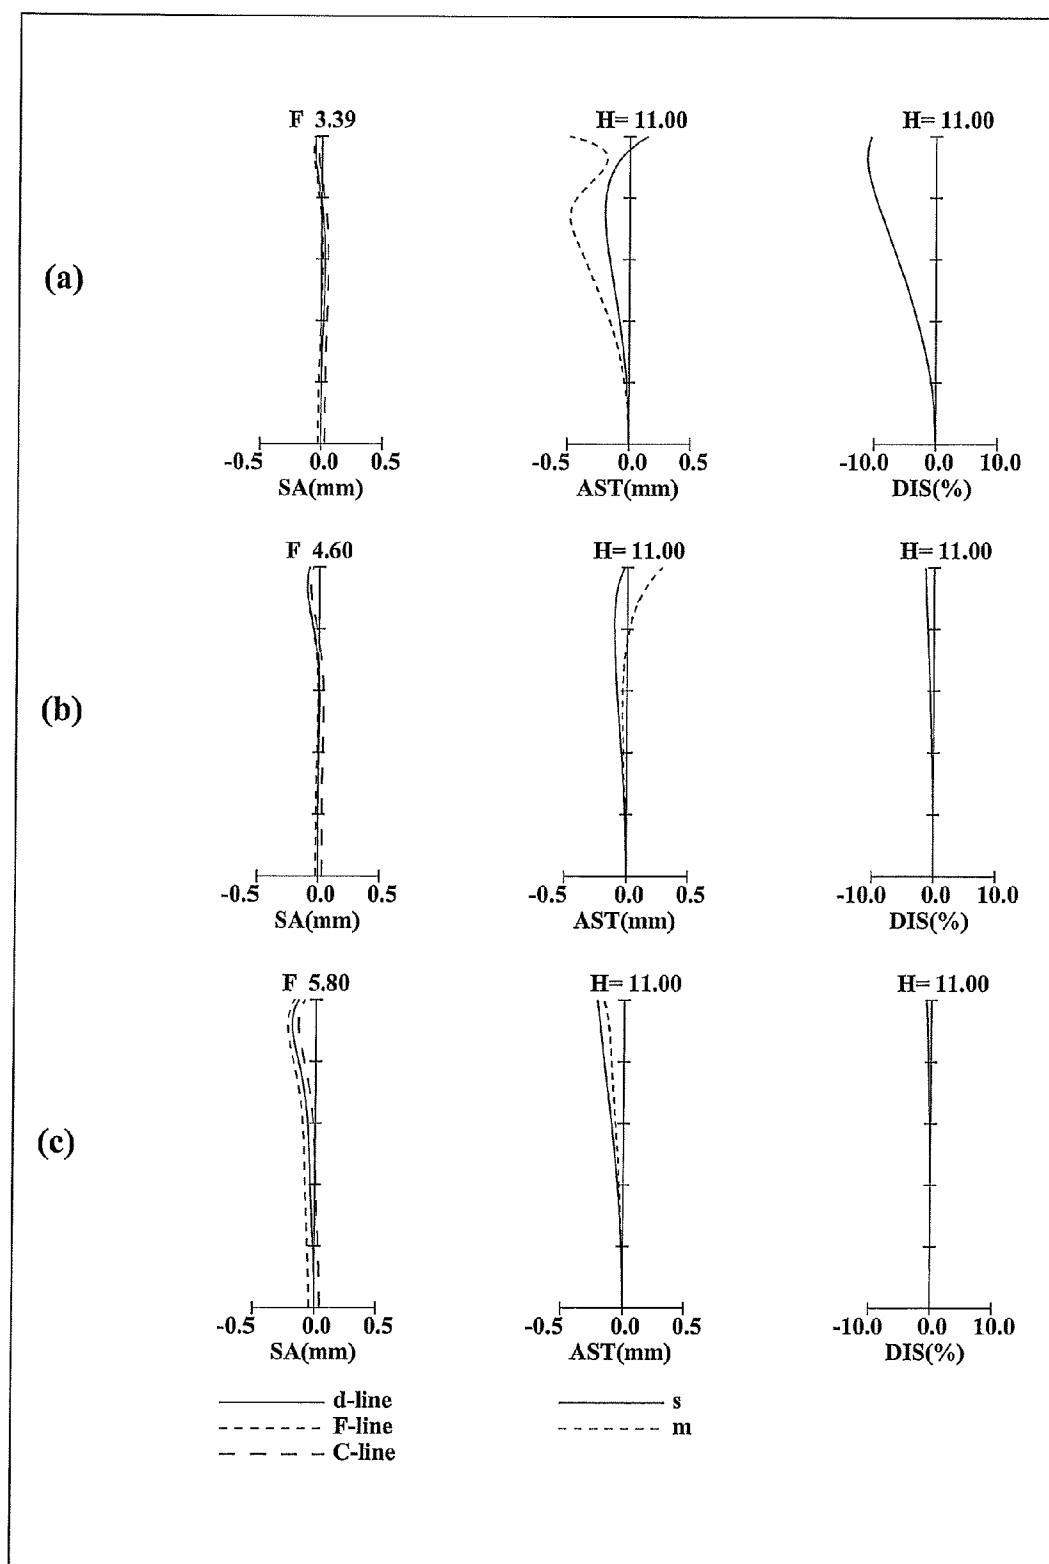 F 3.39 H= 11.00 H= 11.00
(a)
-0.5 0.0 0.5 -0.5 0.0 0.5 -10.0 0.0 10.0
SA(mm) AST(mm) DIS(%)
F 4.60 H= 11.00 H= 11.00
(b)
-0.5 0.0 0.5 -0.5 0.0 0.5 -10.0 0.0 10.0
SA(mm) AST(mm) DIS(%)
F 5.80 H= 11.00 H= 11.00
(c)
-0.5 0.0 0.5 -0.5 0.0 0.5 -10.0 0.0 10.0
SA(mm) AST(mm) DIS(%)
d-line s
F-line m
C-line